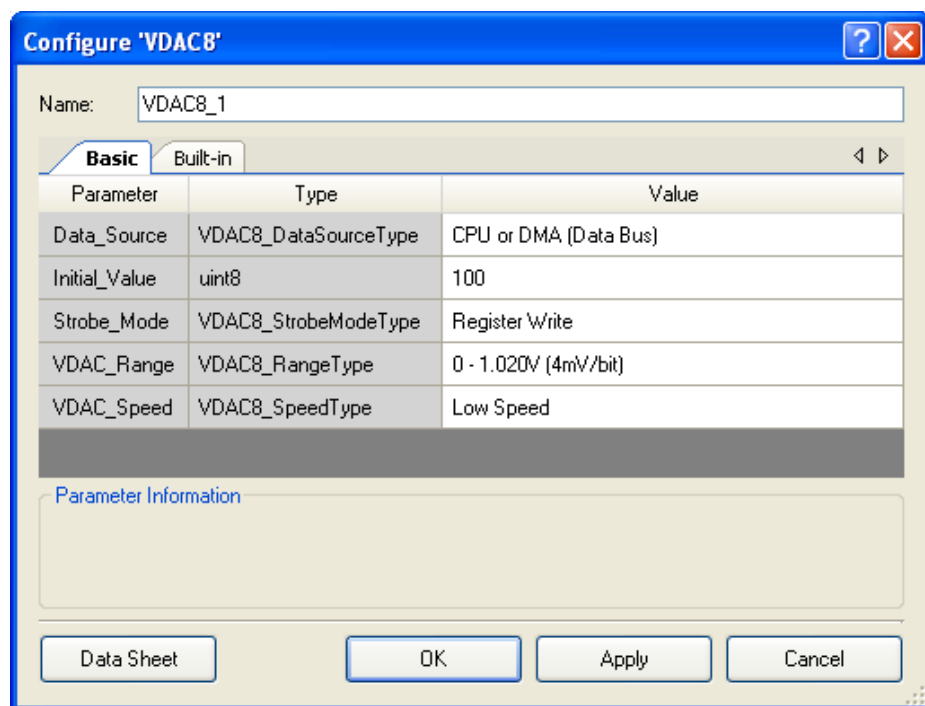 Configure 'VDAC8'
?
Name: VDAC8_1
Basic Built-in
Parameter Type Value
Data_Source VDAC8_DataSourceType CPU or DMA (Data Bus)
Initial_Value uint8 100
Strobe_Mode VDAC8_StrobeModeType Register Write
VDAC_Range VDAC8_RangeType 0 - 1.020V (4mV/bit)
VDAC_Speed VDAC8_SpeedType Low Speed
Parameter Information
Data Sheet OK Apply Cancel